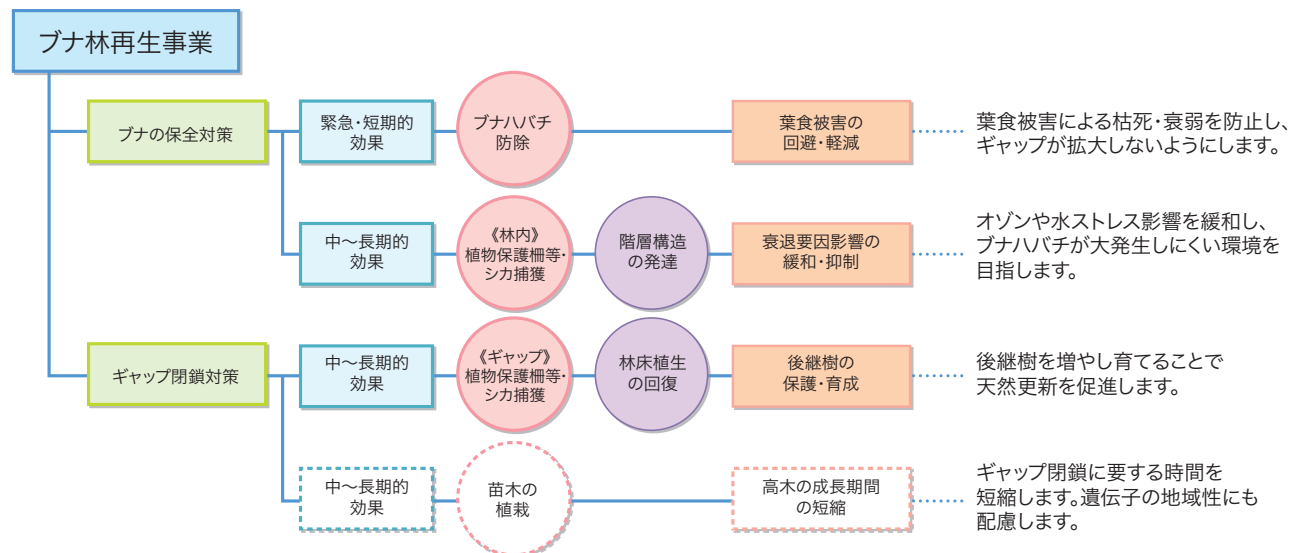 ブナ林再生事業
ブナの保全対策
緊急・短期的
効果
ブナハバチ
防除
葉食被害の
回避・軽減
葉食被害による枯死・衰弱を防止し、
ギャップが拡大しないようにします。
中～長期的
効果
《林内》
植物保護柵等・
シカ捕獲
階層構造
の発達
衰退要因影響の
緩和・抑制
オゾンや水ストレス影響を緩和し、
ブナハバチが大発生しにくい環境を
目指します。
ギャップ閉鎖対策
中～長期的
効果
《ギャップ》
植物保護柵等・
シカ捕獲
林床植生
の回復
後継樹の
保護・育成
後継樹を増やし育てることで
天然更新を促進します。
中～長期的
効果
苗木の
植栽
高木の成長期間
の短縮
ギャップ閉鎖に要する時間を
短縮します。遺伝子の地域性にも
配慮します。